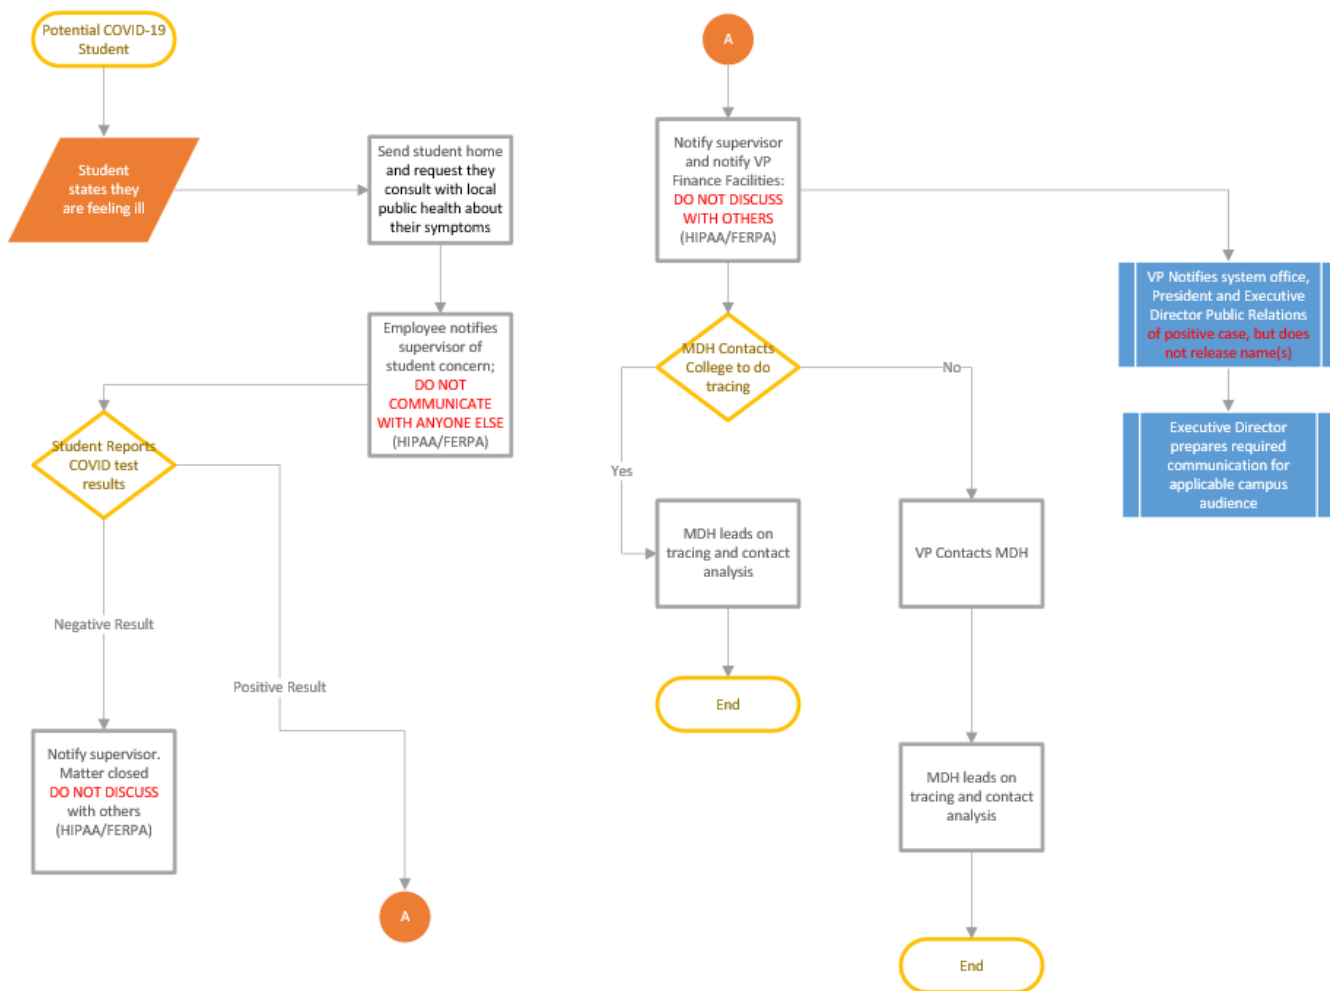 Potential COVID-19
Student
Student
states they
are feeling ill
Send student home
and request they
consult with local
public health about
their symptoms
Employee notifies
supervisor of
student concern;
DO NOT
COMMUNICATE
WITH ANYONE ELSE
(HIPAA/FERPA)
Student Reports
COVID test
results
Negative Result
Positive Result
Notify supervisor.
Matter closed
DO NOT DISCUSS
with others
(HIPAA/FERPA)
A
A
Notify supervisor
and notify VP
Finance Facilities:
DO NOT DISCUSS
WITH OTHERS
(HIPAA/FERPA)
MDH Contacts
College to do
tracing
No
Yes
MDH leads on
tracing and contact
analysis
End
VP Contacts MDH
MDH leads on
tracing and contact
analysis
End
VP Notifies system office,
President and Executive
Director Public Relations
of positive case, but does
not release name(s)
Executive Director
prepares required
communication for
applicable campus
audience